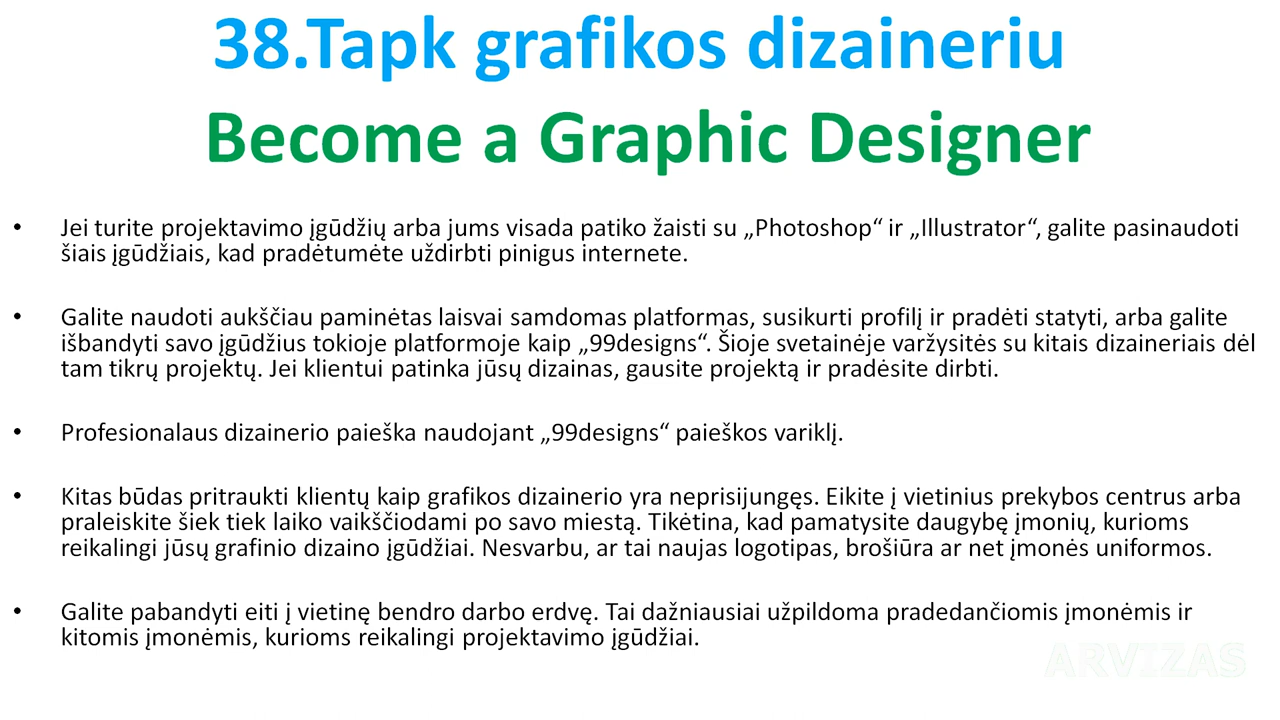 38.Tapk grafikos dizaineriu
Become a Graphic Designer
• Jei turite projektavimo įgūdžių arba jums visada patiko žaisti su „Photoshop“ ir „Illustrator“, galite pasinaudoti
šiais įgūdžiais, kad pradėtumėte uždirbti pinigus internete.
• Galite naudoti aukščiau paminėtas laisvai samdomas platformas, susikurti profilį ir pradėti statyti, arba galite
išbandyti savo įgūdžius tokioje platformoje kaip „99designs“. Šioje svetainėje varžysitės su kitais dizaineriais dėl
tam tikrų projektų. Jei klientui patinka jūsų dizainas, gausite projektą ir pradėsite dirbti.
• Profesionalaus dizainerio paieška naudojant „99designs“ paieškos variklį.
• Kitas būdas pritraukti klientų kaip grafikos dizainerio yra neprisijungęs. Eikite į vietinius prekybos centrus arba
praleiskite šiek tiek laiko vaikščiodami po savo miestą. Tikėtina, kad pamatysite daugybę įmonių, kurioms
reikalingi jūsų grafinio dizaino įgūdžiai. Nesvarbu, ar tai naujas logotipas, brošiūra ar net įmonės uniformos.
• Galite pabandyti eiti į vietinę bendro darbo erdvę. Tai dažniausiai užpildoma pradedančiomis įmonėmis ir
kitomis įmonėmis, kurioms reikalingi projektavimo įgūdžiai.
ARVIZAS